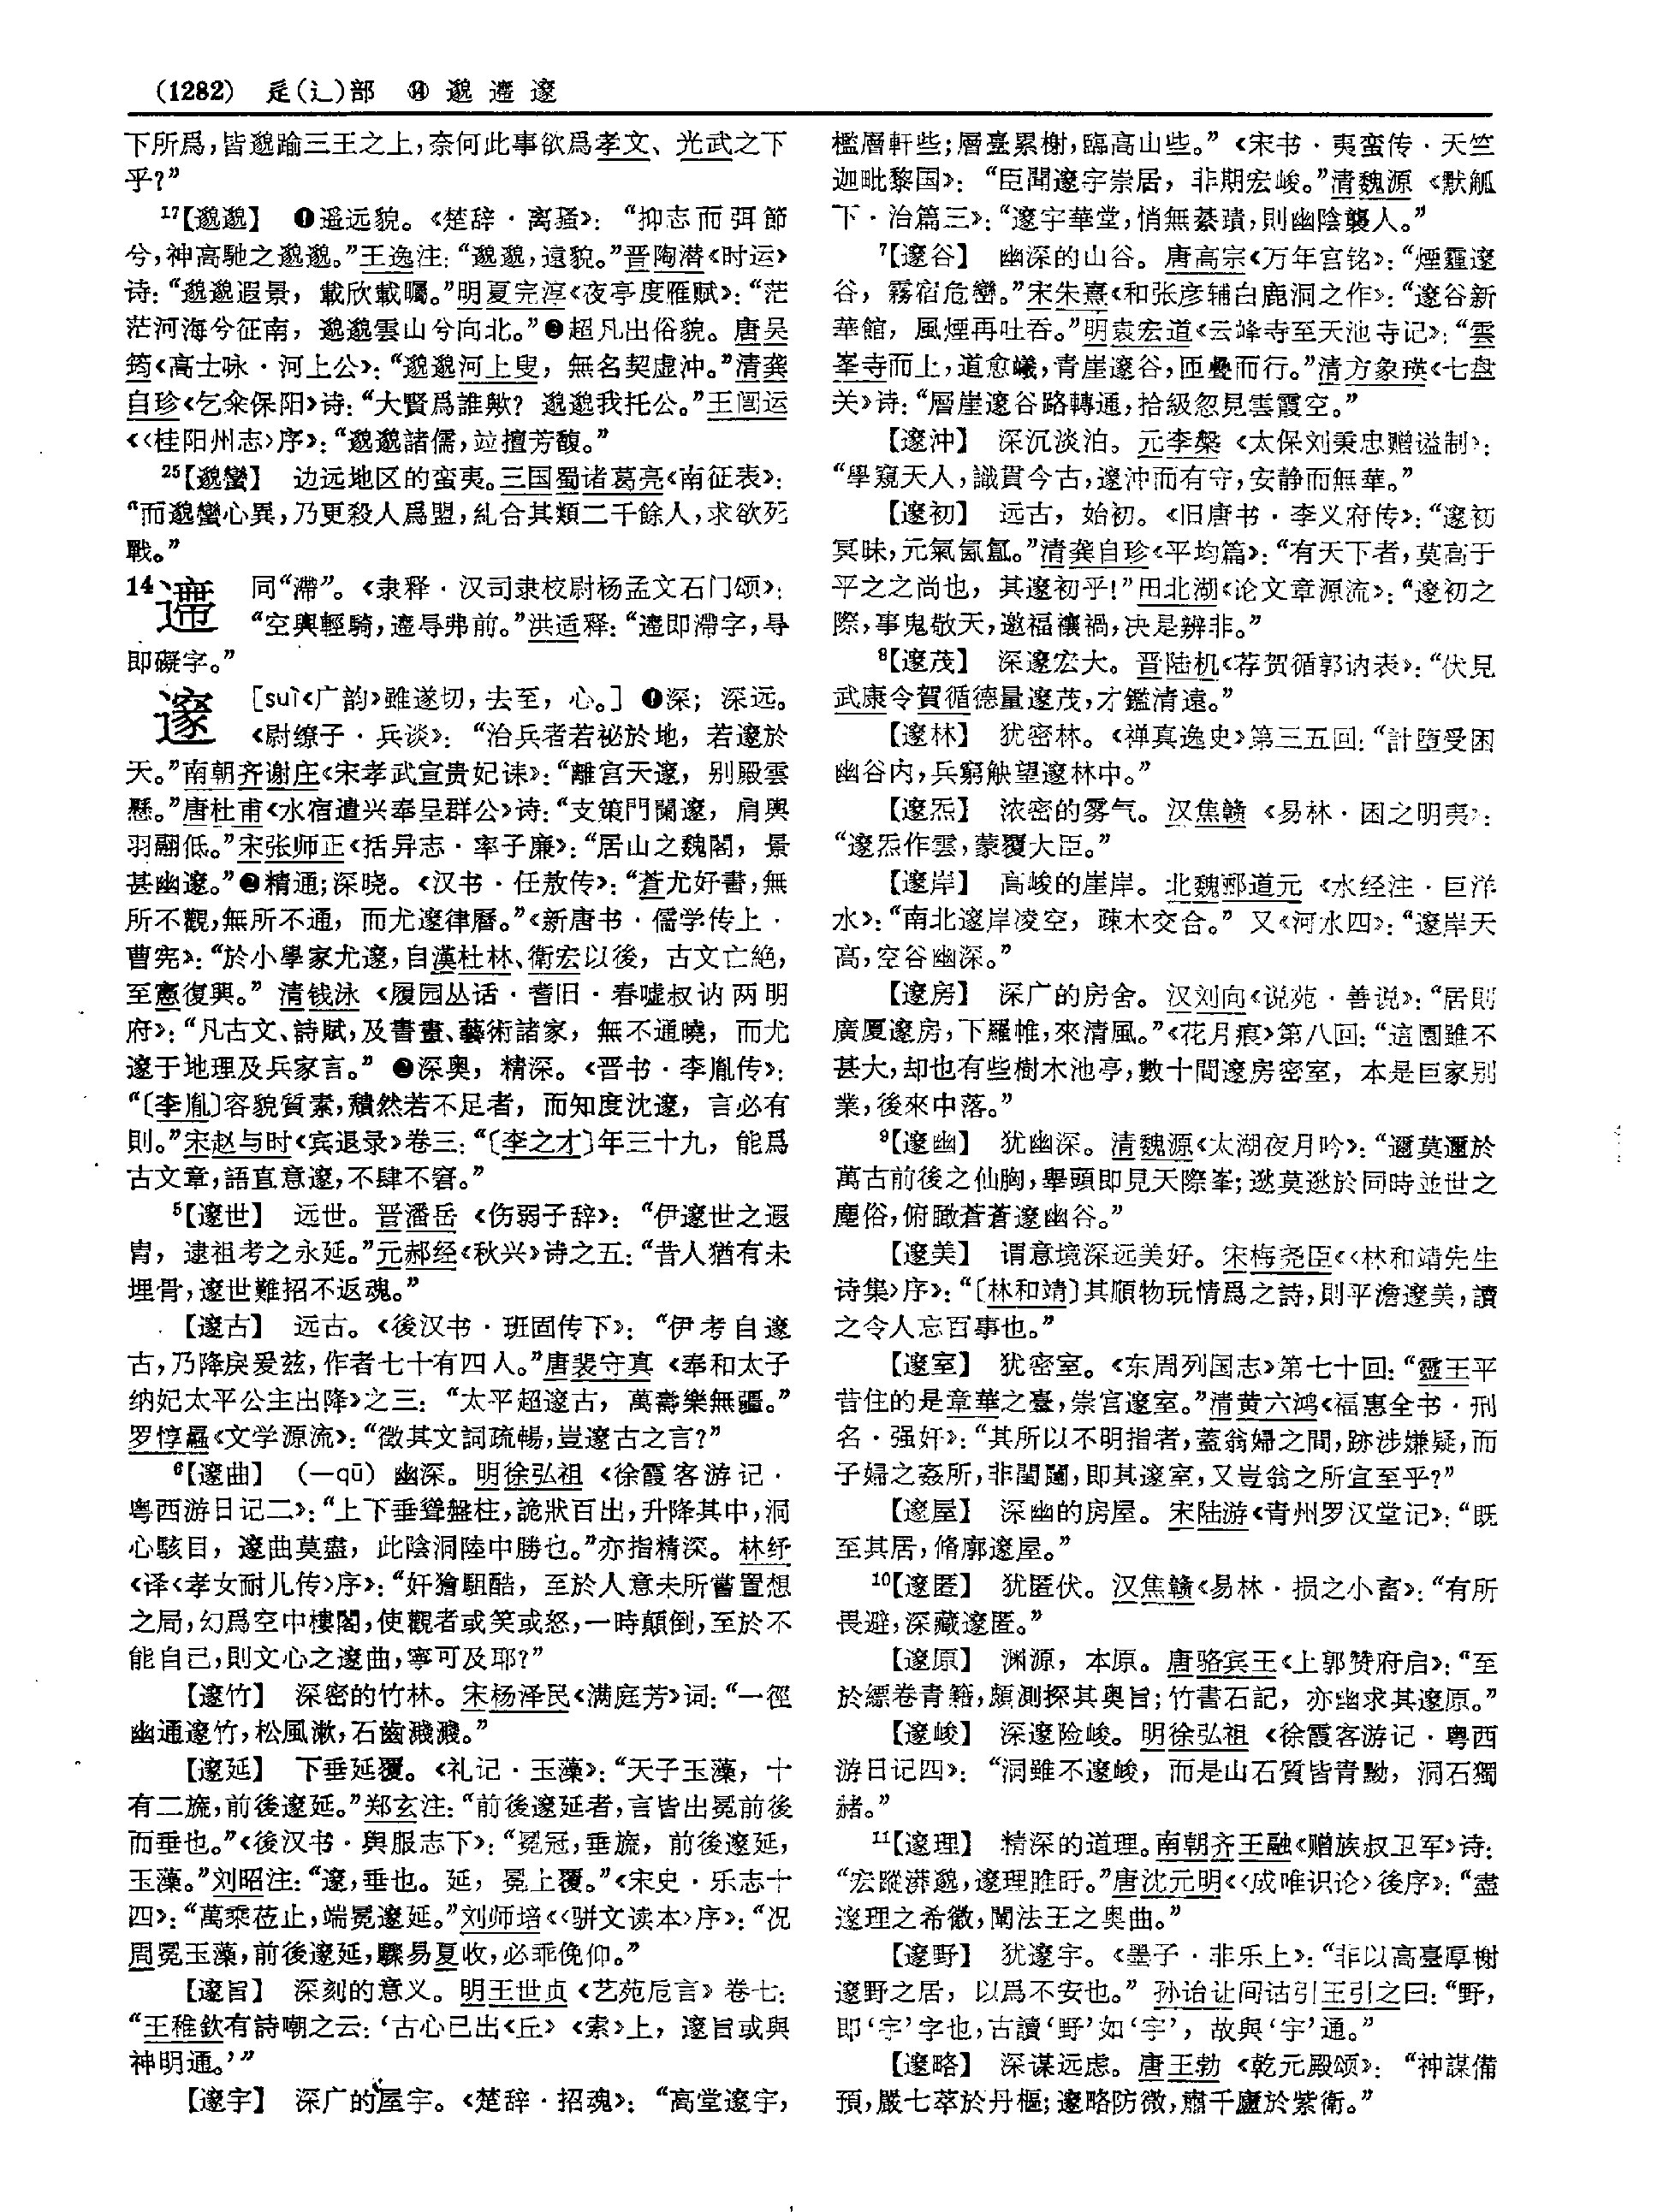 (1282) 辵(辶)部 ⑭ 邈 遰 邃
下所爲,皆邈踰三王之上,奈何此事欲爲孝文、光武之下
乎?”
17【邈邈】 ❶遥远貌。《楚辞·离骚》:“抑志而弭節
兮,神高馳之邈邈。”王逸注:“邈邈,遠貌。”晋陶潜《时运》
诗:“邈邈遐景,載欣載矚。”明夏完淳《夜亭度雁赋》:“茫
茫河海兮征南,邈邈雲山兮向北。”❷超凡出俗貌。唐吴
筠《高士咏·河上公》:“邈邈河上叟,無名契虚沖。”清龚
自珍《乞籴保阳》诗:“大賢爲誰歟?邈邈我托公。”王闿运
《〈桂阳州志〉序》:“邈邈諸儒,竝擅芳馥。”
25【邈蠻】 边远地区的蛮夷。三国蜀诸葛亮《南征表》:
“而邈蠻心異,乃更殺人爲盟,糺合其類二千餘人,求欲死
戰。”
14遰 同“滯”。《隶释·汉司隶校尉杨孟文石门颂》:
“空輿輕騎,遰㝵弗前。”洪适释:“遰即滯字,㝵
即礙字。”
邃 [suì《广韵》雖遂切,去至,心。] ❶深;深远。
《尉缭子·兵谈》:“治兵者若祕於地,若邃於
天。”南朝齐谢庄《宋孝武宣贵妃诔》:“離宫天邃,别殿雲
懸。”唐杜甫《水宿遣兴奉呈群公》诗:“支策門闌邃,肩輿
羽翮低。”宋张师正《括异志·率子廉》:“居山之魏閣,景
甚幽邃。”❷精通;深晓。《汉书·任敖传》:“蒼尤好書,無
所不觀,無所不通,而尤邃律曆。”《新唐书·儒学传上·
曹宪》:“於小學家尤邃,自漢杜林、衛宏以後,古文亡絶,
至憲復興。”清钱泳《履园丛话·耆旧·春嘘叔讷两明
府》:“凡古文、詩賦,及書畫、藝術諸家,無不通曉,而尤
邃于地理及兵家言。” ❷深奥,精深。《晋书·李胤传》:
“〔李胤〕容貌質素,穨然若不足者,而知度沈邃,言必有
則。”宋赵与时《宾退录》卷三:“〔李之才〕年三十九,能爲
古文章,語直意邃,不肆不窘。”
5【邃世】 远世。晋潘岳《伤弱子辞》:“伊邃世之遐
胄,逮祖考之永延。”元郝经《秋兴》诗之五:“昔人猶有未
埋骨,邃世難招不返魂。”
【邃古】 远古。《後汉书·班固传下》:“伊考自邃
古,乃降戾爰兹,作者七十有四人。”唐裴守真《奉和太子
纳妃太平公主出降》之三:“太平超邃古,萬壽樂無疆。”
罗惇曧《文学源流》:“徵其文詞疏暢,豈邃古之言?”
6【邃曲】 (—qū) 幽深。明徐弘祖《徐霞客游记·
粤西游日记二》:“上下垂聳盤柱,詭狀百出,升降其中,洞
心駭目,邃曲莫盡,此陰洞陸中勝也。”亦指精深。林纾
《译〈孝女耐儿传〉序》:“奸獪馹酷,至於人意未所嘗置想
之局,幻爲空中樓閣,使觀者或笑或怒,一時顛倒,至於不
能自已,則文心之邃曲,寧可及耶?”
【邃竹】 深密的竹林。宋杨泽民《满庭芳》词:“一徑
幽通邃竹,松風漱,石齒濺濺。”
【邃延】 下垂延覆。《礼记·玉藻》:“天子玉藻,十
有二旒,前後邃延。”郑玄注:“前後邃延者,言皆出冕前後
而垂也。”《後汉书·舆服志下》:“冕冠,垂旒,前後邃延,
玉藻。”刘昭注:“邃,垂也。延,冕上覆。”《宋史·乐志十
四》:“萬乘莅止,端冕邃延。”刘师培《〈骈文读本〉序》:“况
周冕玉藻,前後邃延,驟易夏收,必乖俛仰。”
【邃旨】 深刻的意义。明王世贞《艺苑卮言》卷七:
“王稚欽有詩嘲之云:‘古心已出《丘》《索》上,邃旨或與
神明通。’”
【邃宇】 深广的屋宇。《楚辞·招魂》:“高堂邃宇,
檻層軒些;層臺累榭,臨高山些。”《宋书·夷蛮传·天竺
迦毗黎国》:“臣聞邃宇崇居,非期宏峻。”清魏源《默觚
下·治篇三》:“邃宇華堂,悄無綦蹟,則幽陰襲人。”
7【邃谷】 幽深的山谷。唐高宗《万年宫铭》:“煙霾邃
谷,霧宿危巒。”宋朱熹《和张彦辅白鹿洞之作》:“邃谷新
華館,風煙再吐吞。”明袁宏道《云峰寺至天池寺记》:“雲
峯寺而上,道愈巇,青崖邃谷,匝疊而行。”清方象瑛《七盘
关》诗:“層崖邃谷路轉通,拾級忽見雲霞空。”
【邃沖】 深沉淡泊。元李槃《太保刘秉忠赠谥制》:
“學窺天人,識貫今古,邃沖而有守,安静而無華。”
【邃初】 远古,始初。《旧唐书·李义府传》:“邃初
冥昧,元氣氤氲。”清龚自珍《平均篇》:“有天下者,莫高于
平之之尚也,其邃初乎!”田北湖《论文章源流》:“邃初之
際,事鬼敬天,邀福禳禍,决是辨非。”
8【邃茂】 深邃宏大。晋陆机《荐贺循郭讷表》:“伏見
武康令賀循德量邃茂,才鑑清遠。”
【邃林】 犹密林。《禅真逸史》第三五回:“計墮受困
幽谷内,兵窮觖望邃林中。”
【邃炁】 浓密的雾气。汉焦赣《易林·困之明夷》:
“邃炁作雲,蒙覆大臣。”
【邃岸】 高峻的崖岸。北魏郦道元《水经注·巨洋
水》:“南北邃岸凌空,疎木交合。” 又《河水四》:“邃岸天
高,空谷幽深。”
【邃房】 深广的房舍。汉刘向《说苑·善说》:“居則
廣厦邃房,下羅帷,來清風。”《花月痕》第八回:“這園雖不
甚大,却也有些樹木池亭,數十間邃房密室,本是巨家别
業,後來中落。”
9【邃幽】 犹幽深。清魏源《太湖夜月吟》:“邇莫邇於
萬古前後之仙胸,舉頭即見天際峯;逖莫逖於同時並世之
塵俗,俯瞰蒼蒼邃幽谷。”
【邃美】 谓意境深远美好。宋梅尧臣《〈林和靖先生
诗集〉序》:“〔林和靖〕其順物玩情爲之詩,則平澹邃美,讀
之令人忘百事也。”
【邃室】 犹密室。《东周列国志》第七十回:“靈王平
昔住的是章華之臺,崇宫邃室。”清黄六鸿《福惠全书·刑
名·强奸》:“其所以不明指者,蓋翁婦之間,跡涉嫌疑,而
子婦之姦所,非閨闥,即其邃室,又豈翁之所宜至乎?”
【邃屋】 深幽的房屋。宋陆游《青州罗汉堂记》:“既
至其居,脩廓邃屋。”
10【邃匿】 犹匿伏。汉焦赣《易林·损之小畜》:“有所
畏避,深藏邃匿。”
【邃原】 渊源,本原。唐骆宾王《上郭赞府启》:“至
於縹卷青籍,頗測探其奥旨;竹書石記,亦幽求其邃原。”
【邃峻】 深邃险峻。明徐弘祖《徐霞客游记·粤西
游日记四》:“洞雖不邃峻,而是山石質皆青黝,洞石獨
赭。”
11【邃理】 精深的道理。南朝齐王融《赠族叔卫军》诗:
“宏蹤漭邈,邃理睢盱。”唐沈元明《〈成唯识论〉後序》:“盡
邃理之希微,闡法王之奥曲。”
【邃野】 犹邃宇。《墨子·非乐上》:“非以高臺厚榭
邃野之居,以爲不安也。”孙诒让间诂引王引之曰:“野,
即‘宇’字也,古讀‘野’如‘宇’,故與‘宇’通。”
【邃略】 深谋远虑。唐王勃《乾元殿颂》:“神謀備
預,嚴七萃於丹樞;邃略防微,肅千廬於紫衛。”